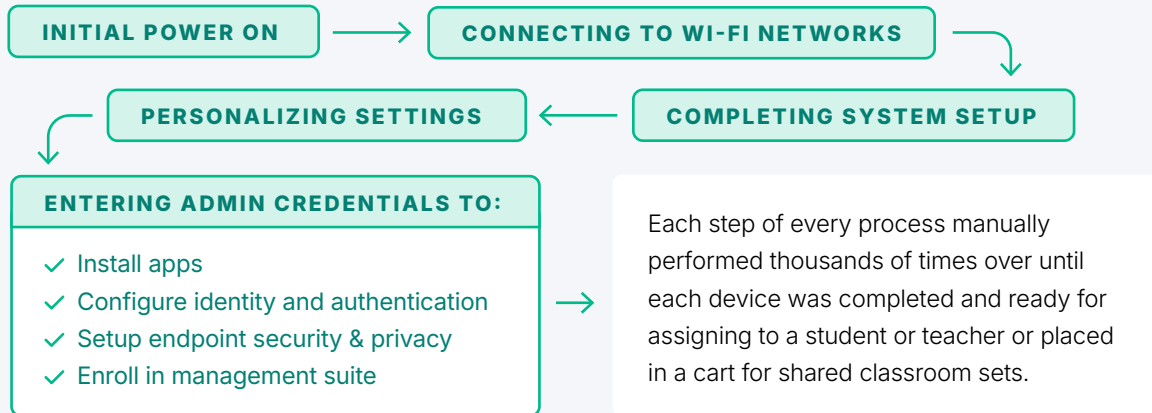 INITIAL POWER ON
CONNECTING TO WI-FI NETWORKS
COMPLETING SYSTEM SETUP
PERSONALIZING SETTINGS
ENTERING ADMIN CREDENTIALS TO:
Install apps
Configure identity and authentication
Setup endpoint security & privacy
Enroll in management suite
Each step of every process manually
performed thousands of times over until
each device was completed and ready for
assigning to a student or teacher or placed
in a cart for shared classroom sets.